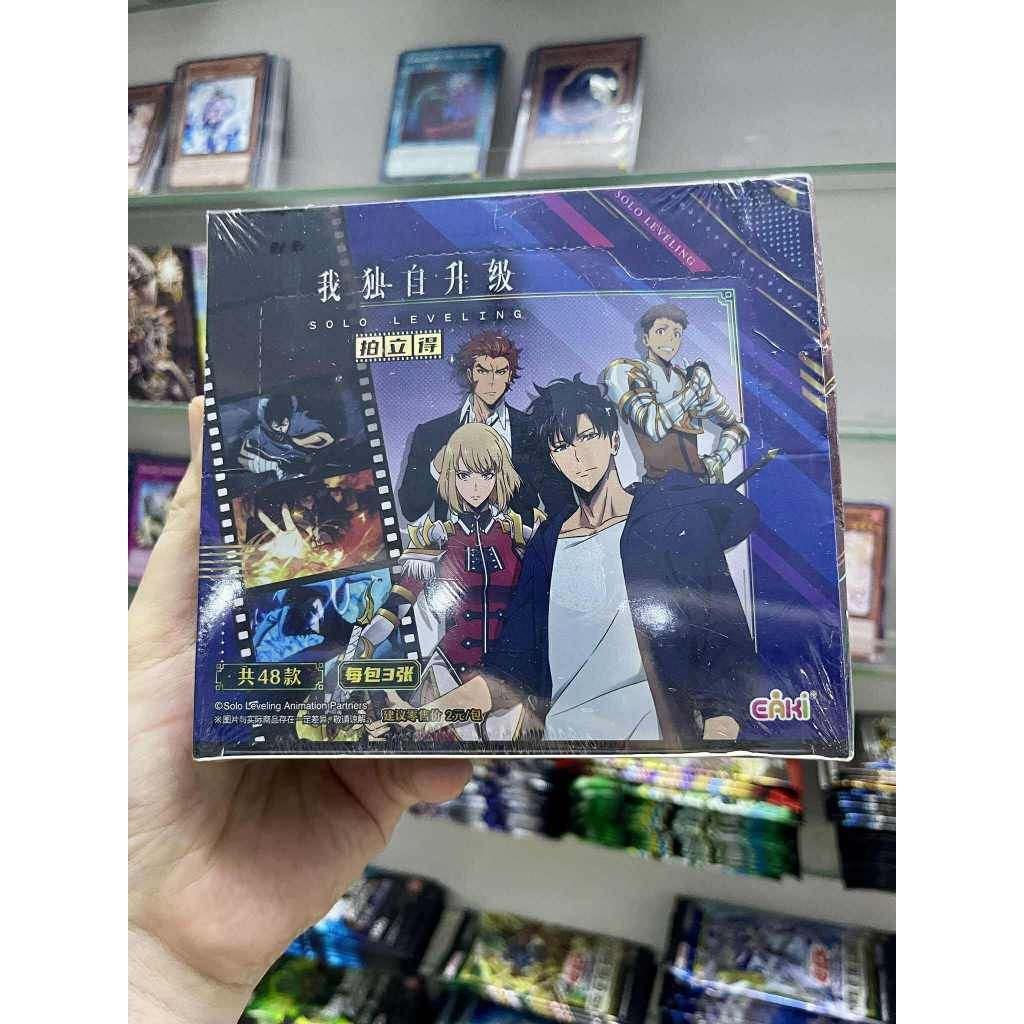 SOLO LEVELING
我独自升级
SOLO LEVELING
拍立得
共48款
每包3张
©Solo Leveling Animation Partners
※图片与实际商品存在一定差异，敬请谅解。
建议零售价 2元/包
CAKI